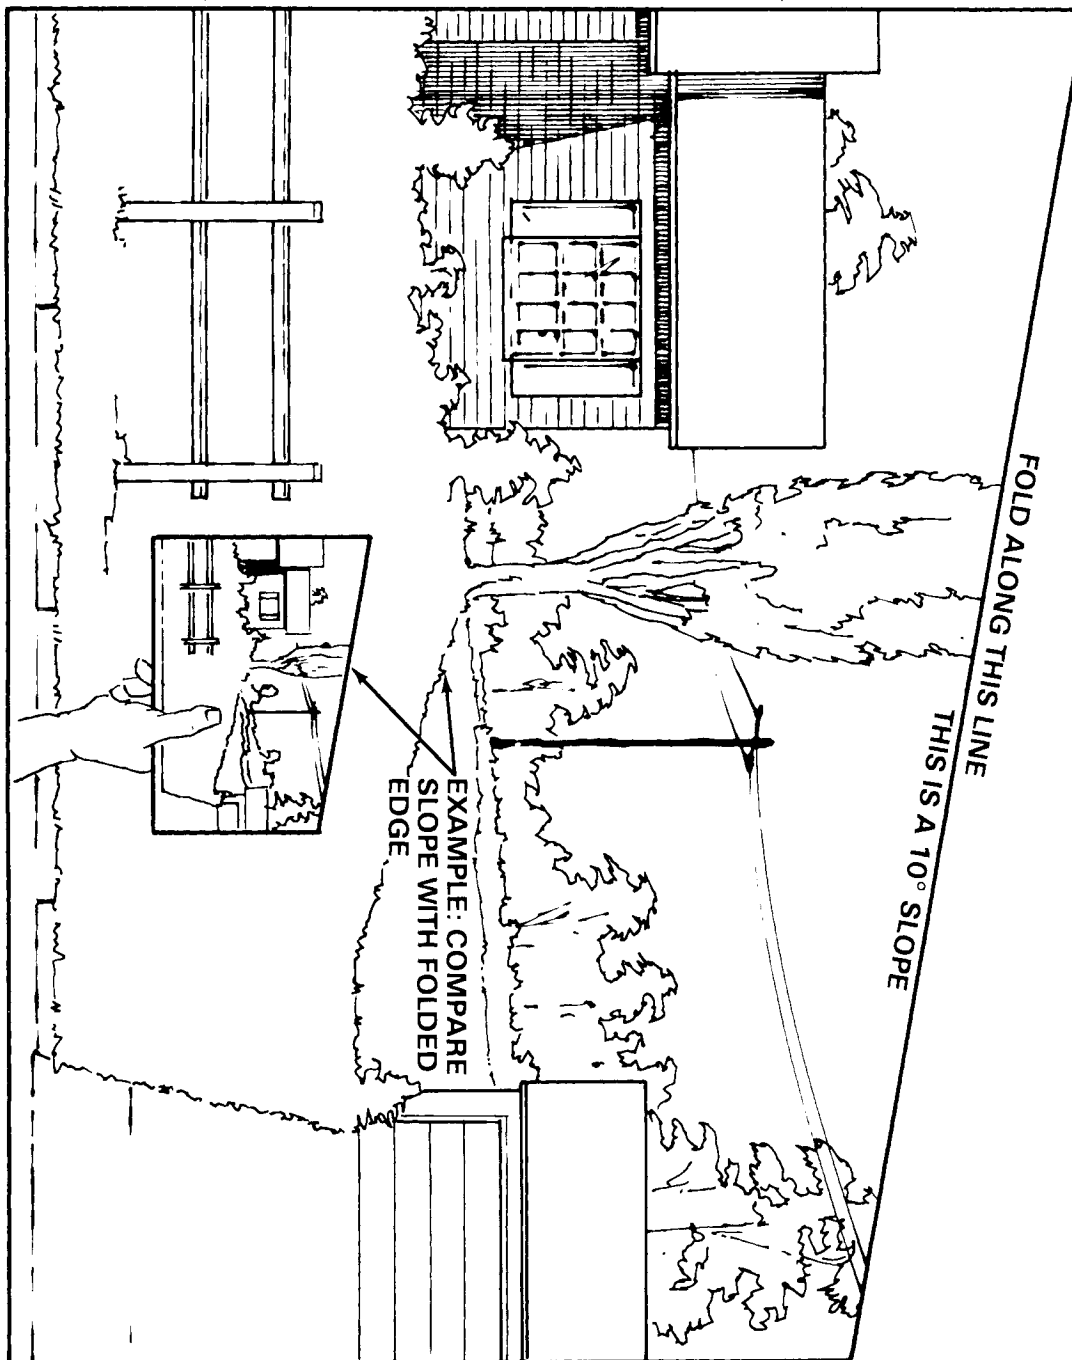 FOLD ALONG THIS LINE
THIS IS A 10° SLOPE
EXAMPLE: COMPARE
SLOPE WITH FOLDED
EDGE